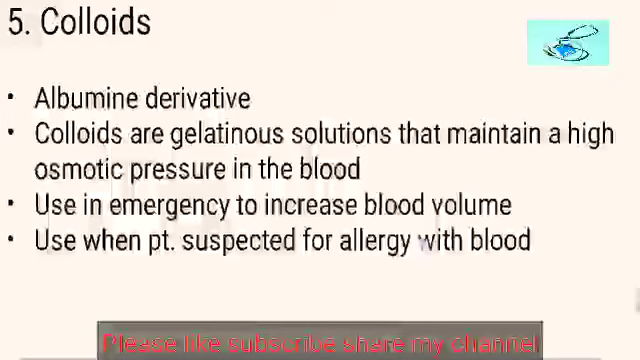 5. Colloids
• Albumine derivative
• Colloids are gelatinous solutions that maintain a high
osmotic pressure in the blood
• Use in emergency to increase blood volume
• Use when pt. suspected for allergy with blood
Please like subscribe share my channel